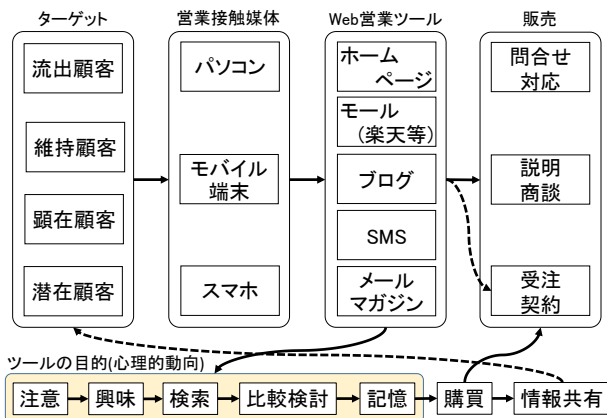 ターゲット
流出顧客
維持顧客
顕在顧客
潜在顧客
営業接触媒体
パソコン
モバイル
端末
スマホ
Web営業ツール
ホーム
ページ
モール
(楽天等)
ブログ
SMS
メール
マガジン
販売
問合せ
対応
説明
商談
受注
契約
ツールの目的(心理的動向)
注意
興味
検索
比較検討
記憶
購買
情報共有